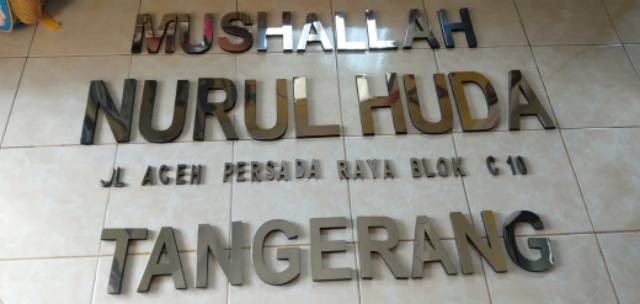 MUSHALLAH
NURUL HUDA
JL ACEH PERSADA RAYA BLOK C 10
TANGERANG